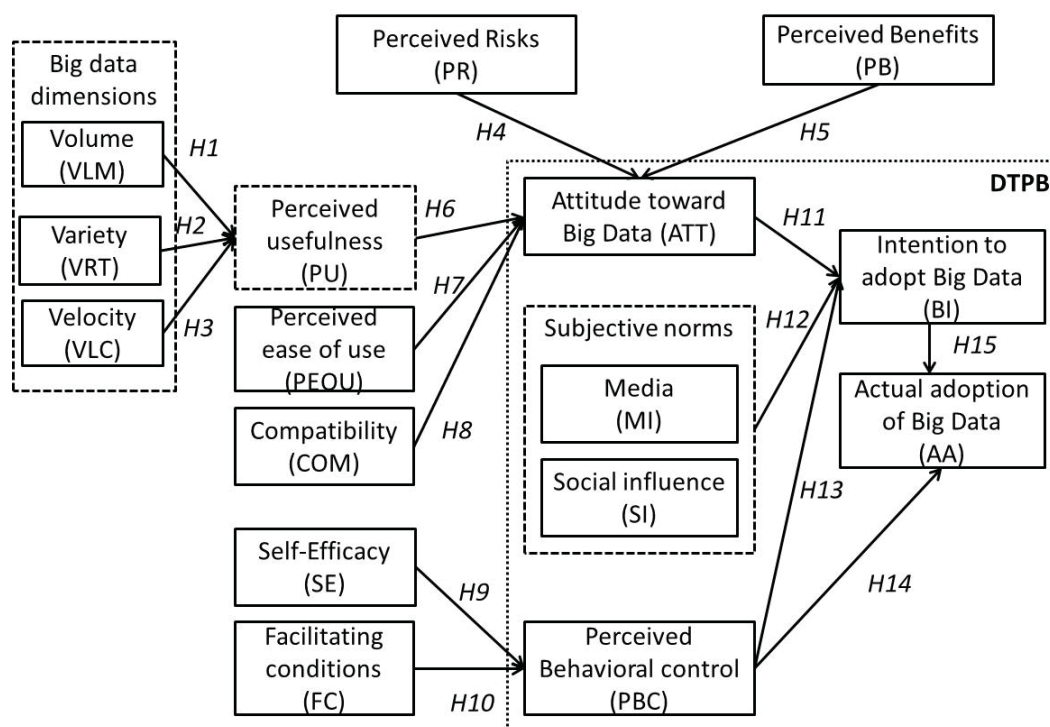 Big data
dimensions
Volume
(VLM)
Variety
(VRT)
Velocity
(VLC)
H1
H2
H3
Perceived Risks
(PR)
Perceived Benefits
(PB)
H4
H5
Perceived
usefulness
(PU)
Perceived
ease of use
(PEOU)
Compatibility
(COM)
Self-Efficacy
(SE)
Facilitating
conditions
(FC)
H6
H7
H8
H9
H10
DTPB
Attitude toward
Big Data (ATT)
Subjective norms
Media
(MI)
Social influence
(SI)
Perceived
Behavioral control
(PBC)
H11
H12
H13
H14
Intention to
adopt Big Data
(BI)
H15
Actual adoption
of Big Data
(AA)